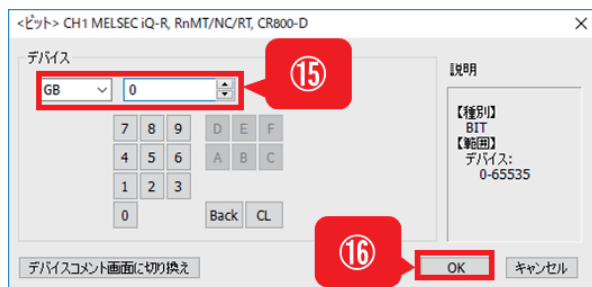 <ビット> CH1 MELSEC iQ-R, RnMT/NC/RT, CR800-D
デバイス
GB 0
⑮
7 8 9 D E F
4 5 6 A B C
1 2 3
0 Back CL
説明
【種別】
BIT
【範囲】
デバイス:
0-65535
⑯
デバイスコメント画面に切り換え
OK キャンセル